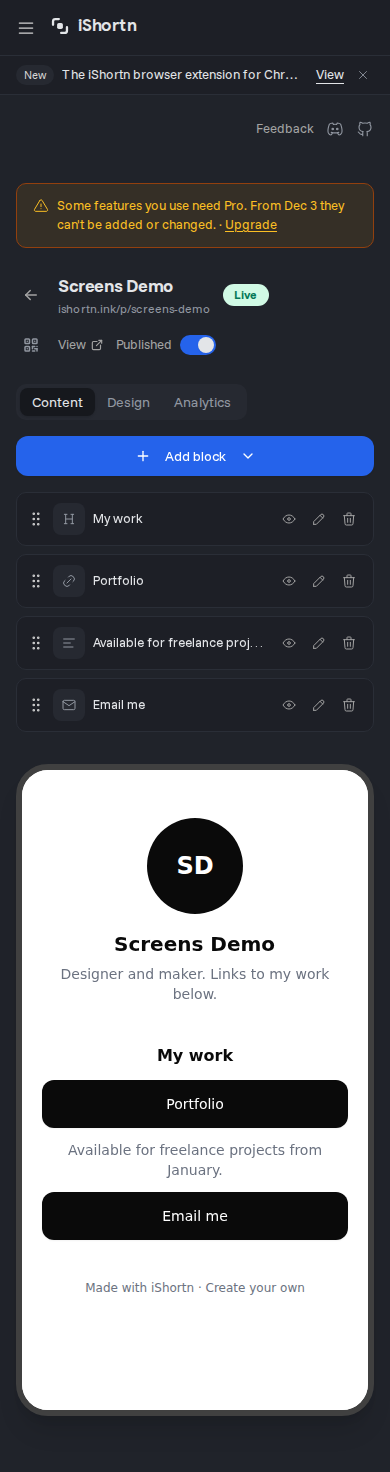 iShortn
New The iShortn browser extension for Chr... View
Feedback
Some features you use need Pro. From Dec 3 they
can't be added or changed. · Upgrade
Screens Demo
ishortn.ink/p/screens-demo
Live
View Published
Content Design Analytics
Add block
My work
Portfolio
Available for freelance proj...
Email me
SD
Screens Demo
Designer and maker. Links to my work
below.
My work
Portfolio
Available for freelance projects from
January.
Email me
Made with iShortn · Create your own